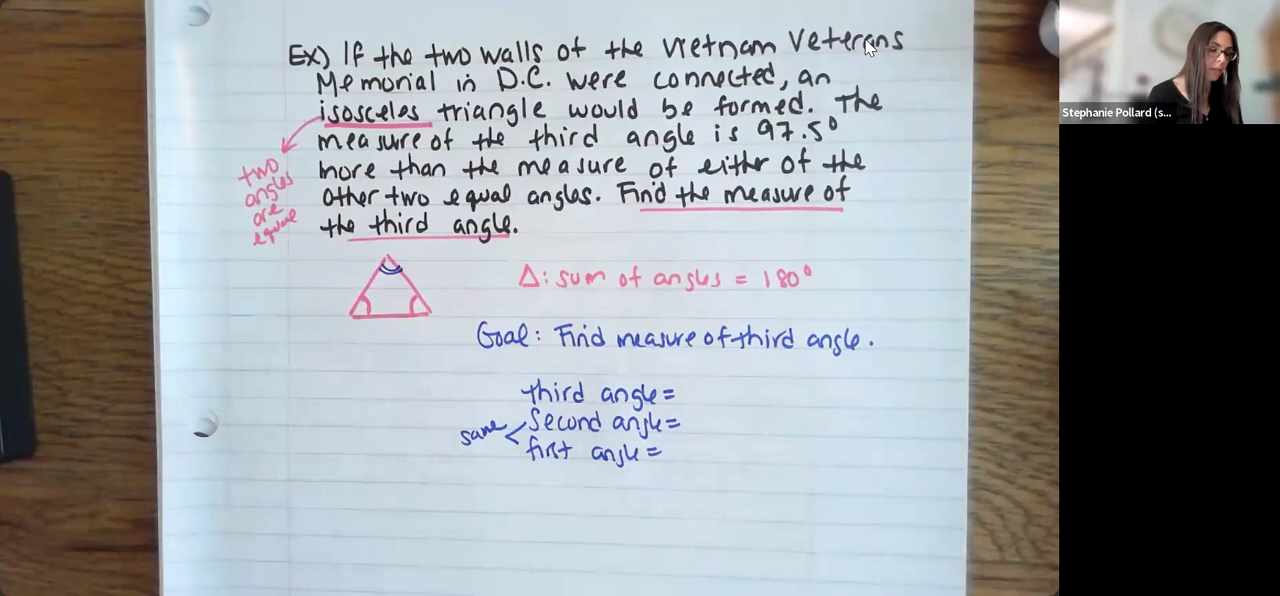 Ex) If the two walls of the Vietnam Veterans
Memorial in D.C. were connected, an
isosceles triangle would be formed. The
measure of the third angle is 97.5°
more than the measure of either of the
other two equal angles. Find the measure of
the third angle.
two
angles
are
equal
Δ: sum of angles = 180°
Goal: Find measure of third angle.
third angle=
same < second angle=
first angle=
Stephanie Pollard (s...